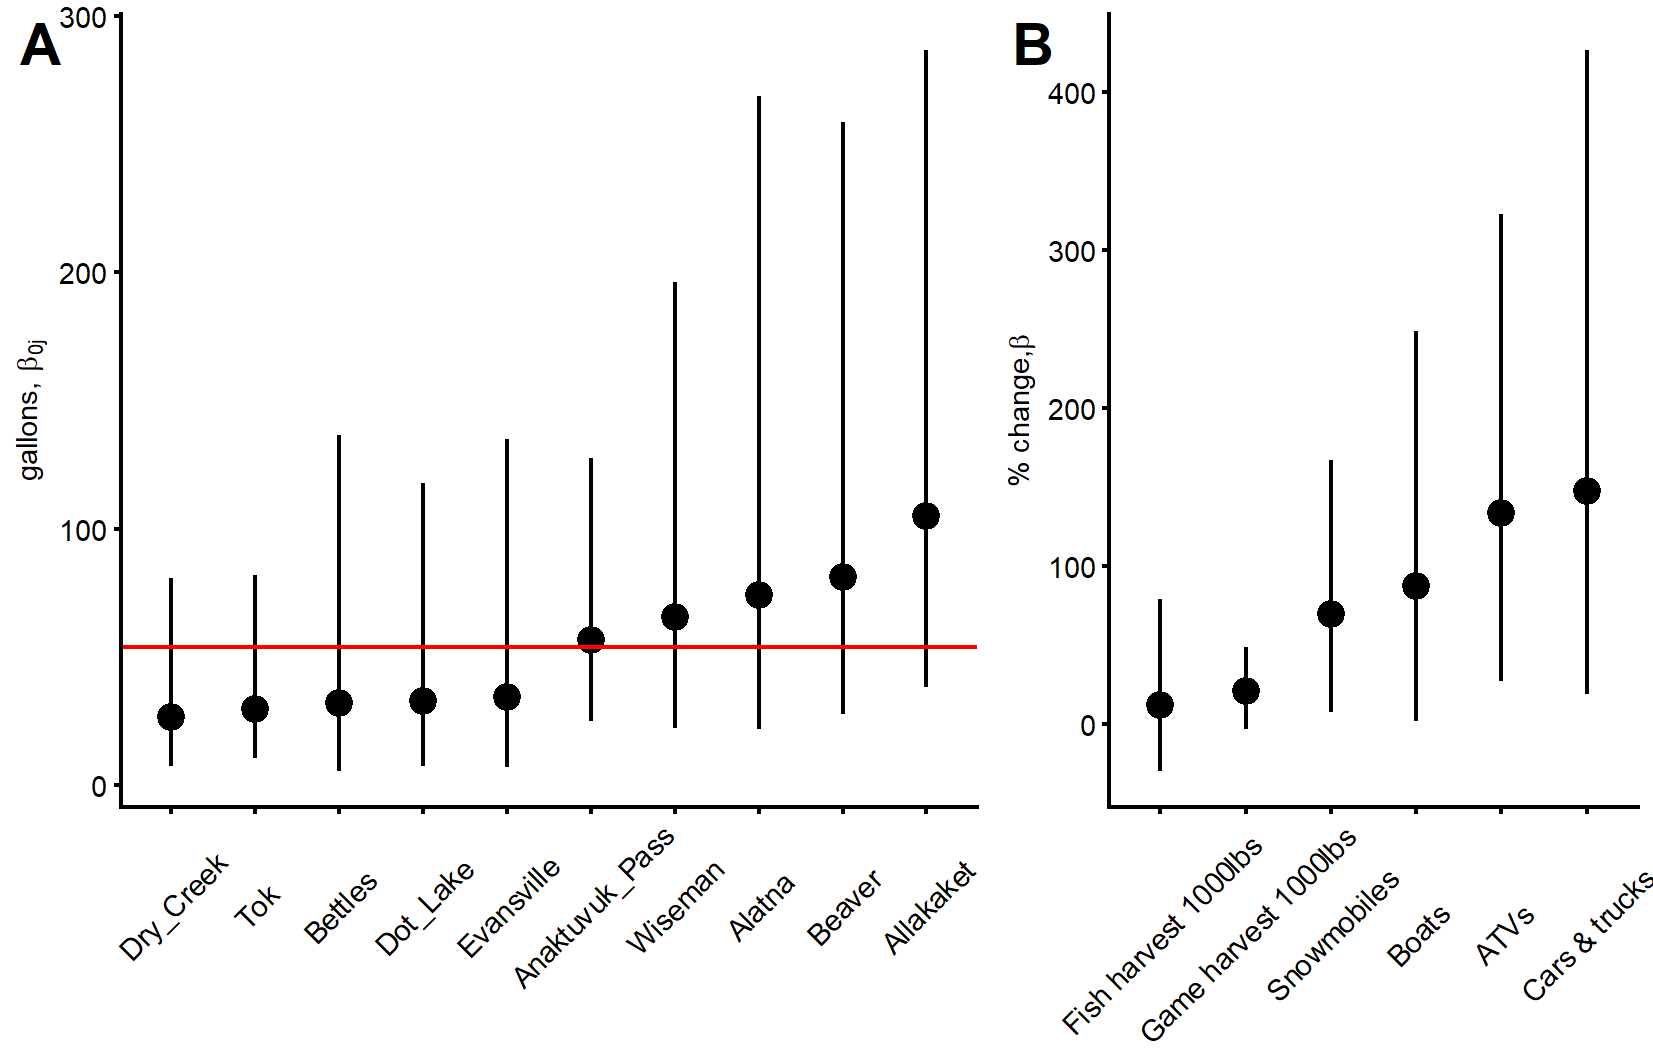 A
300
200
100
0
gallons, β0j
Dry_Creek
Tok
Bettles
Dot_Lake
Evansville
Anaktuvuk_Pass
Wiseman
Alatna
Beaver
Allakaket
B
400
300
200
100
0
% change,β
Fish harvest 1000lbs
Game harvest 1000lbs
Snowmobiles
Boats
ATVs
Cars & trucks